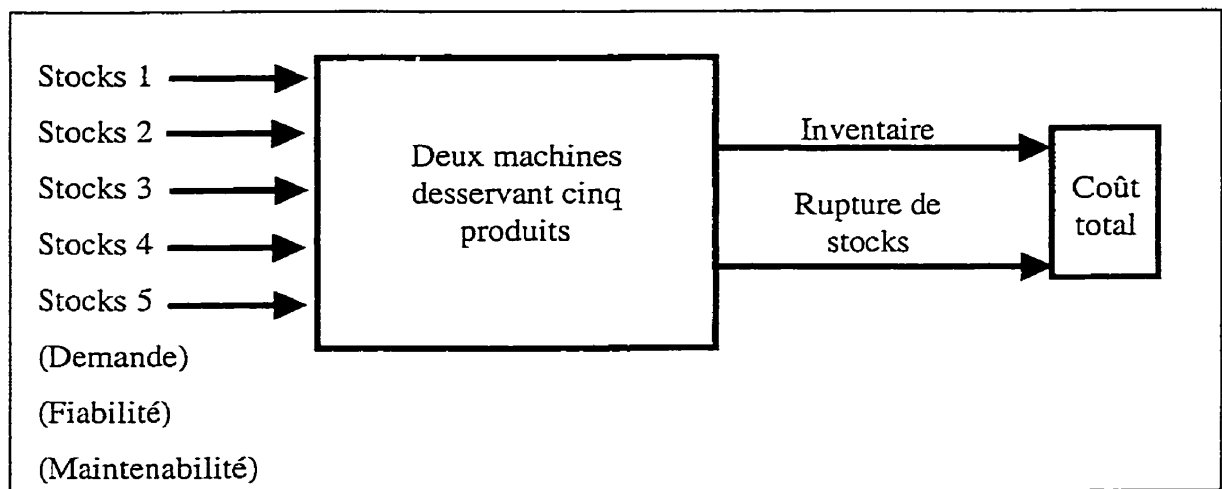 Stocks 1
Stocks 2
Stocks 3
Stocks 4
Stocks 5
(Demande)
(Fiabilité)
(Maintenabilité)
Deux machines
desservant cinq
produits
Inventaire
Rupture de
stocks
Coût
total